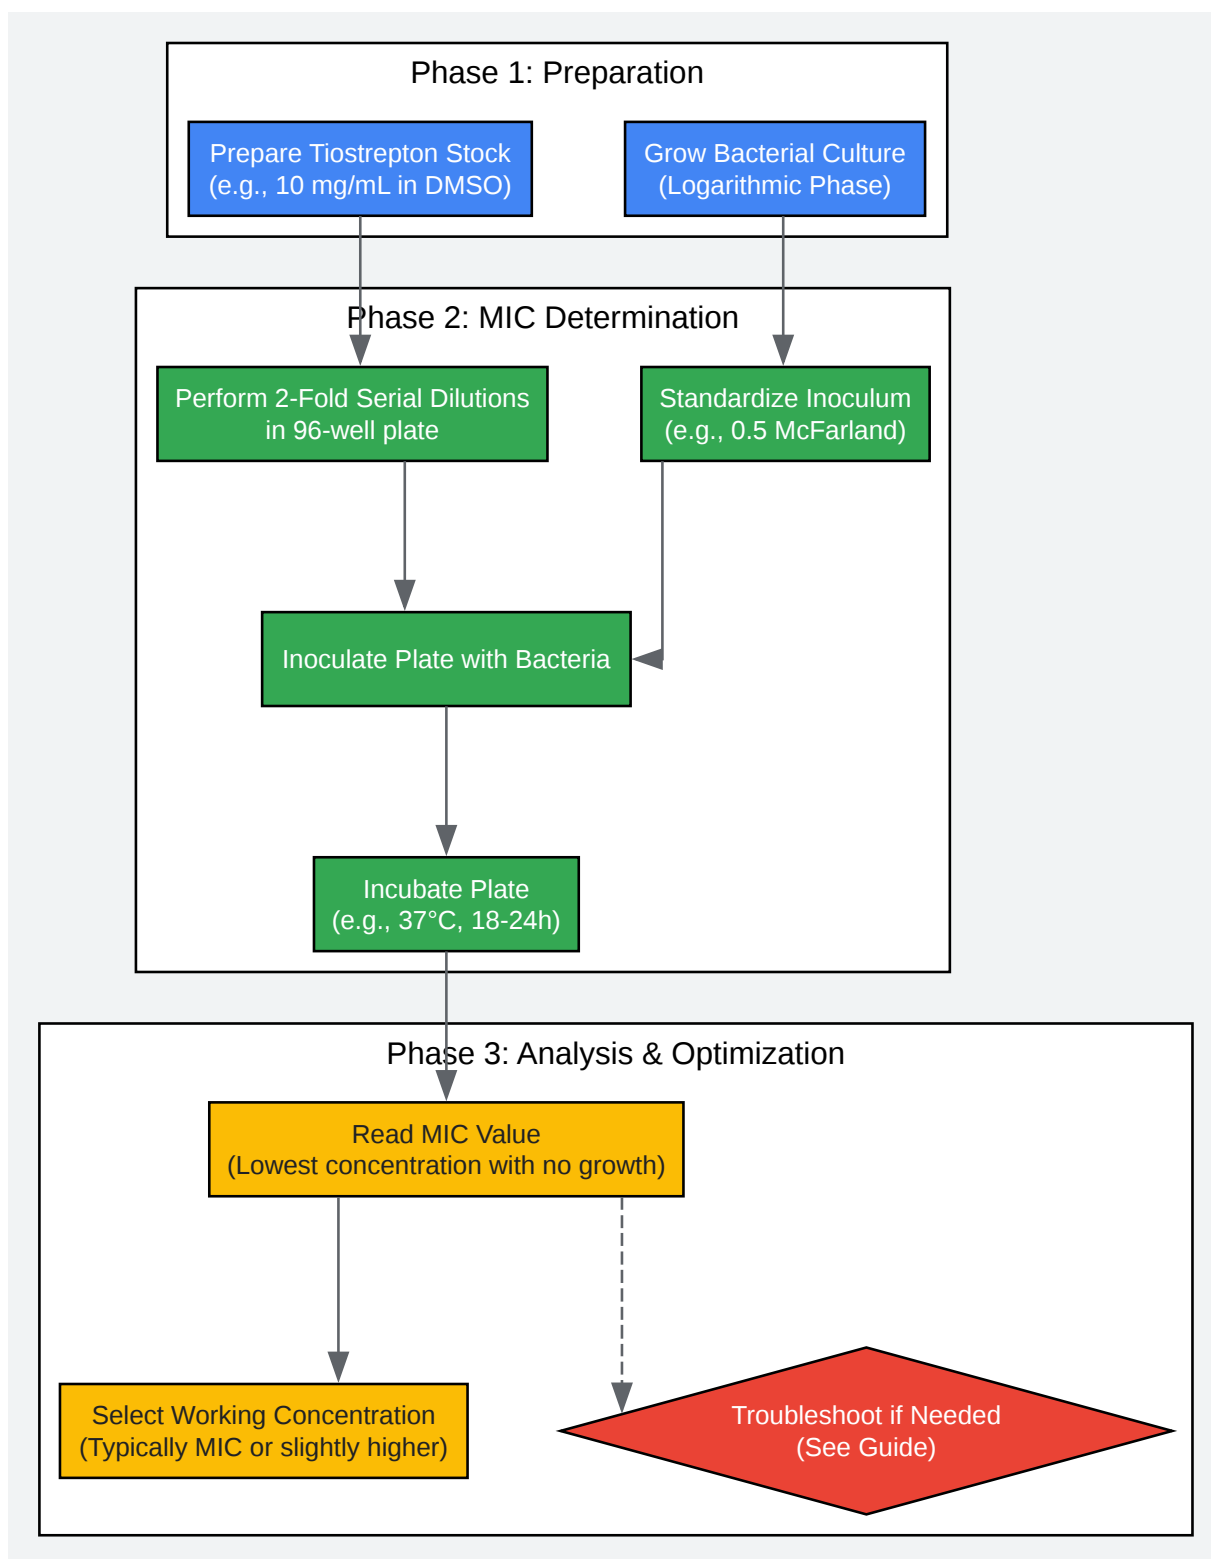 Phase 1: Preparation
Prepare Tiostrepton Stock
(e.g., 10 mg/mL in DMSO)
Grow Bacterial Culture
(Logarithmic Phase)
Phase 2: MIC Determination
Perform 2-Fold Serial Dilutions
in 96-well plate
Standardize Inoculum
(e.g., 0.5 McFarland)
Inoculate Plate with Bacteria
Incubate Plate
(e.g., 37°C, 18-24h)
Phase 3: Analysis & Optimization
Read MIC Value
(Lowest concentration with no growth)
Select Working Concentration
(Typically MIC or slightly higher)
Troubleshoot if Needed
(See Guide)